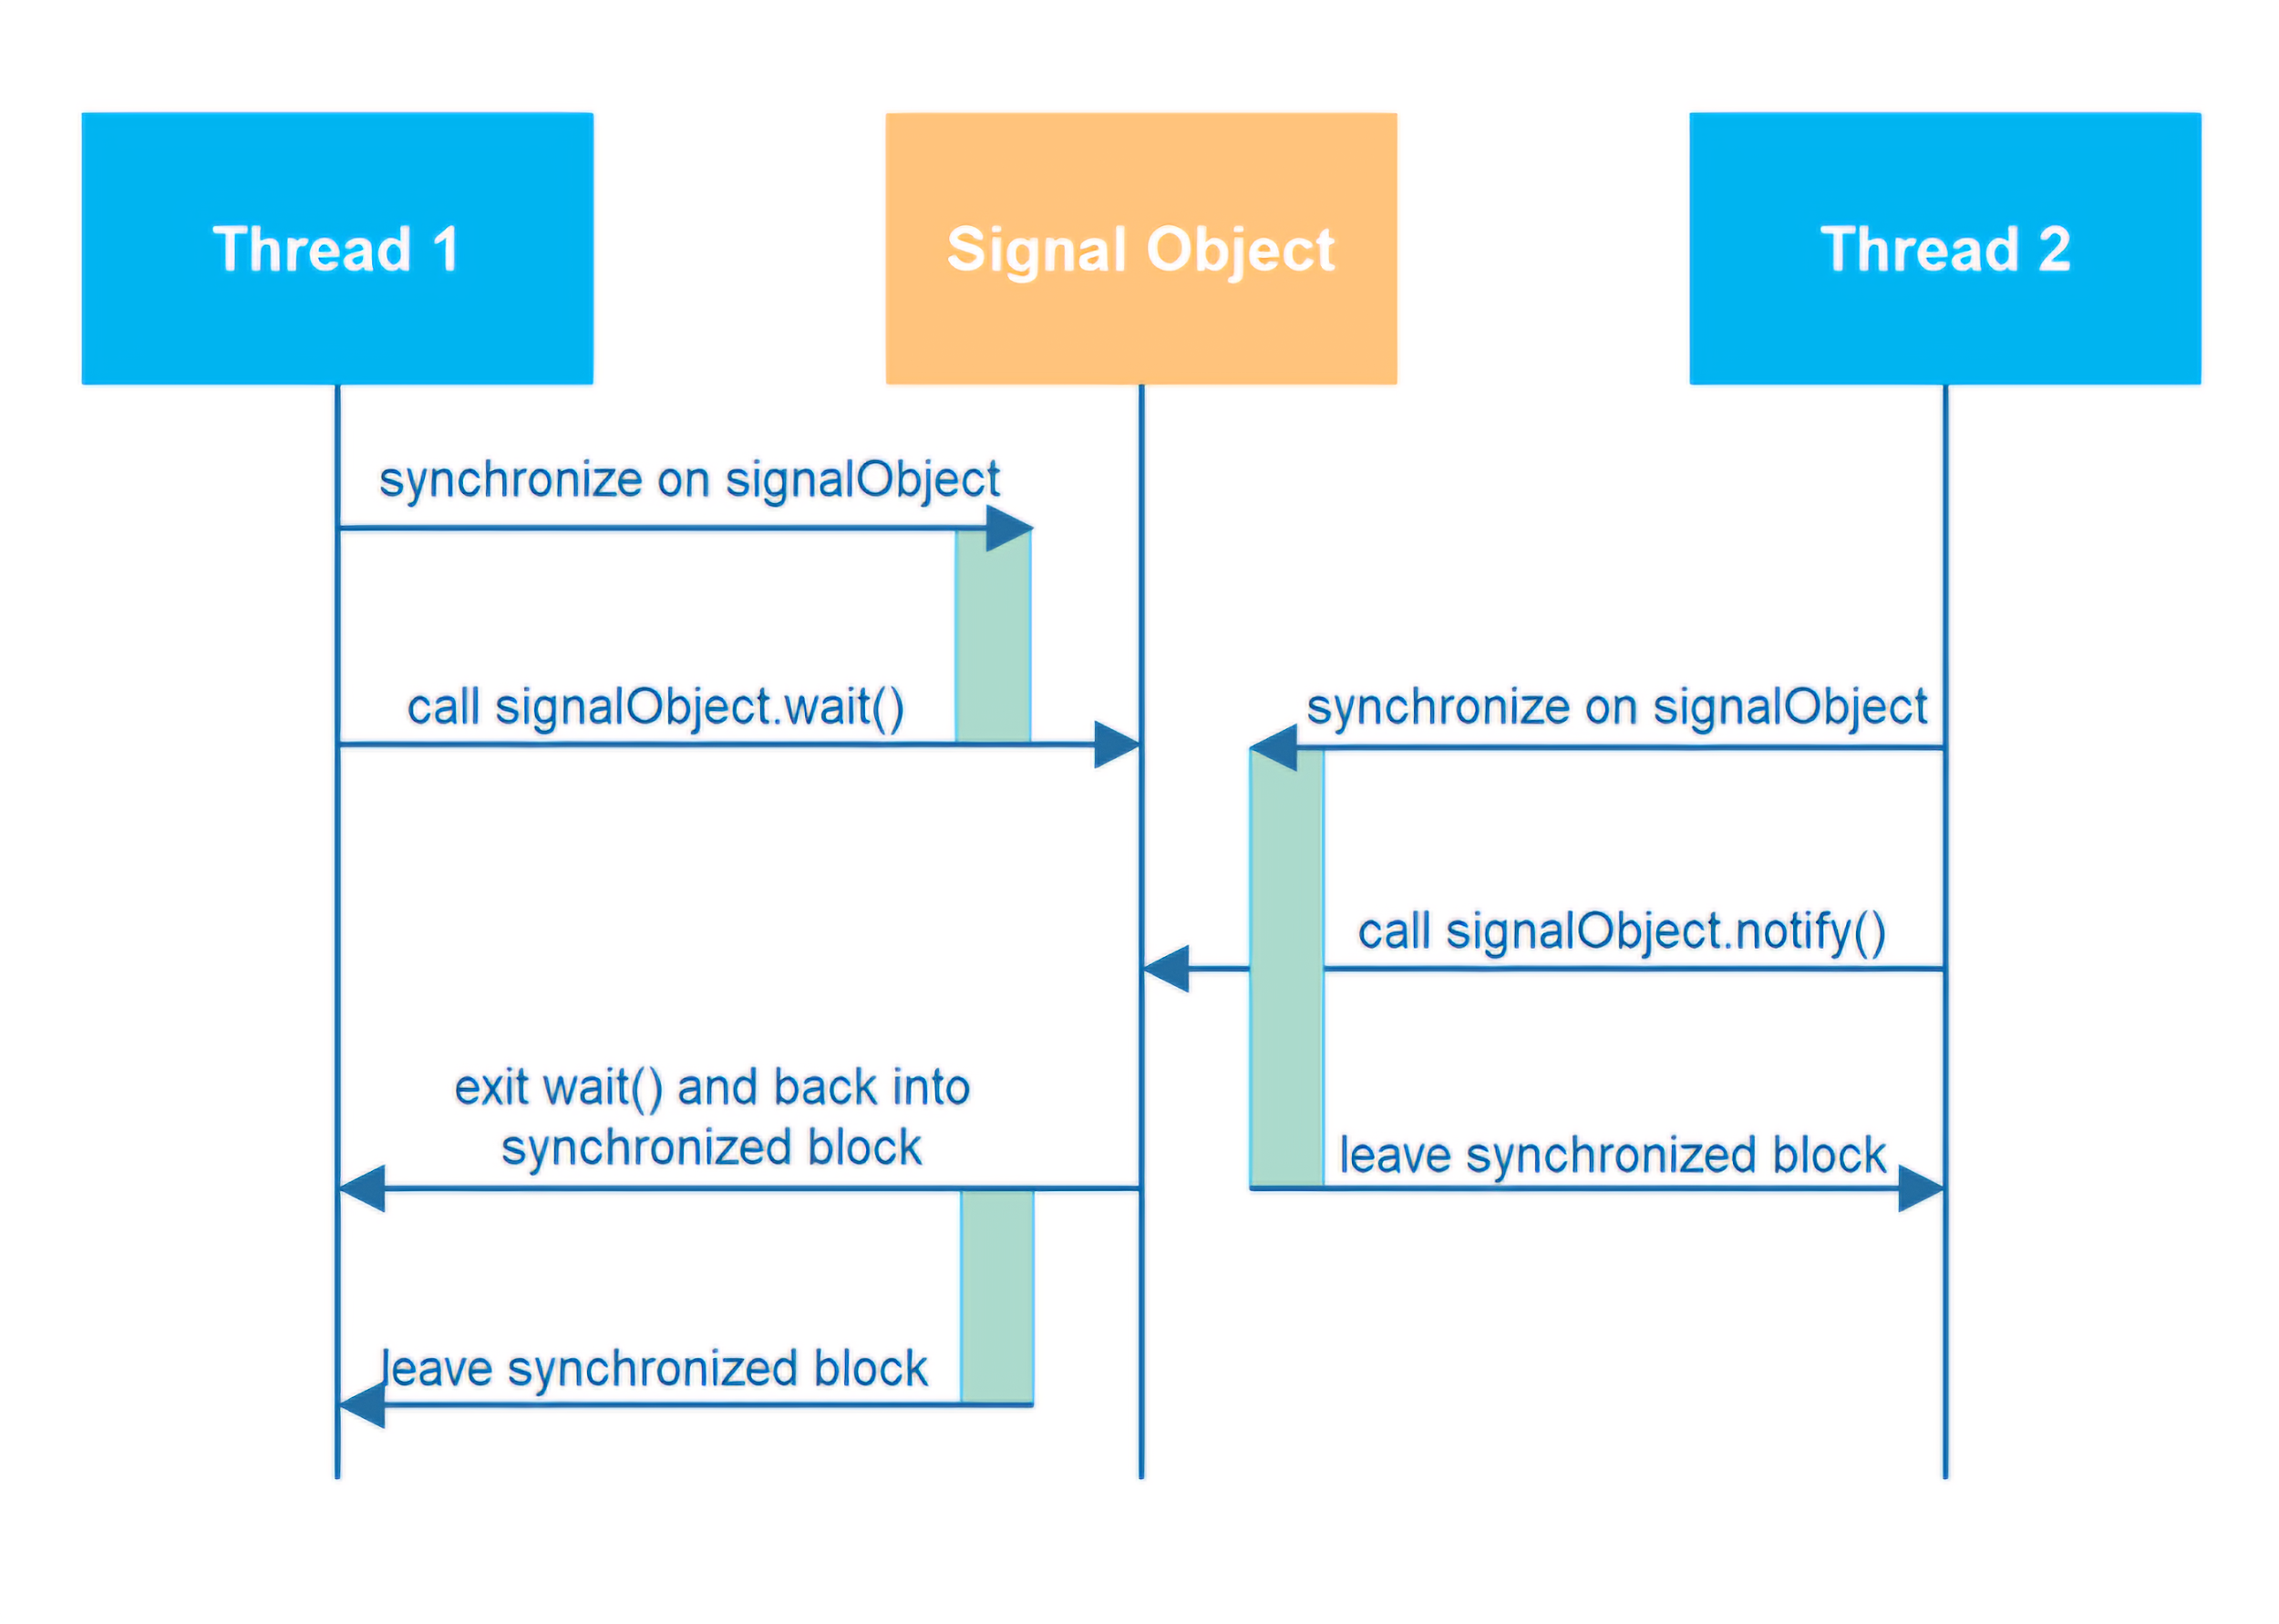 Thread 1
Signal Object
Thread 2
synchronize on signalObject
call signalObject.wait()
synchronize on signalObject
call signalObject.notify()
exit wait() and back into
synchronized block
leave synchronized block
leave synchronized block